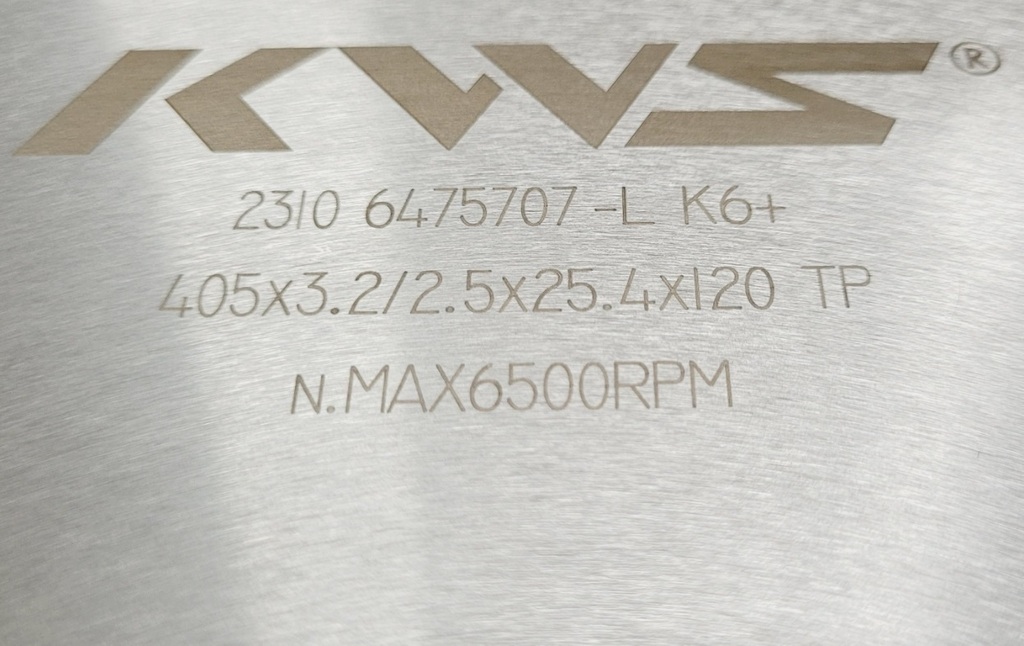 KWS®
2310 6475707-L K6+
405x3.2/2.5x25.4x120 TP
N.MAX6500RPM